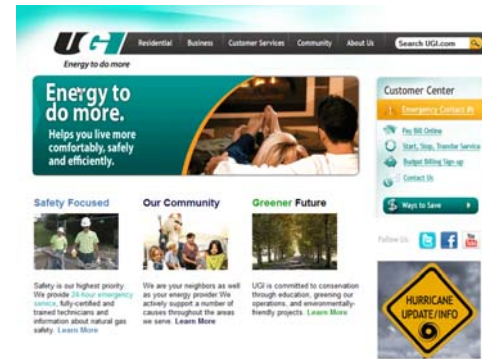 UGI
Energy to do more
Residential Business Customer Services Community About Us
Search UGI.com
Energy to
do more.
Helps you live more
comfortably, safely
and efficiently.
Customer Center
Emergency Contact Us
Pay Bill Online
Start, Stop, Transfer Service
Budget Billing Sign-up
Contact Us
$ Ways to Save
Follow Us:
You
Safety Focused
Safety is our highest priority.
We provide 24-hour emergency
service, fully-certified and
trained technicians and
information about natural gas
safety. Learn More
Our Community
We are your neighbors as well
as your energy provider We
actively support a number of
causes throughout the areas
we serve. Learn More
Greener Future
UGI is committed to conservation
through education, greening our
operations, and environmentally-
friendly projects. Learn More
HURRICANE
UPDATE/INFO